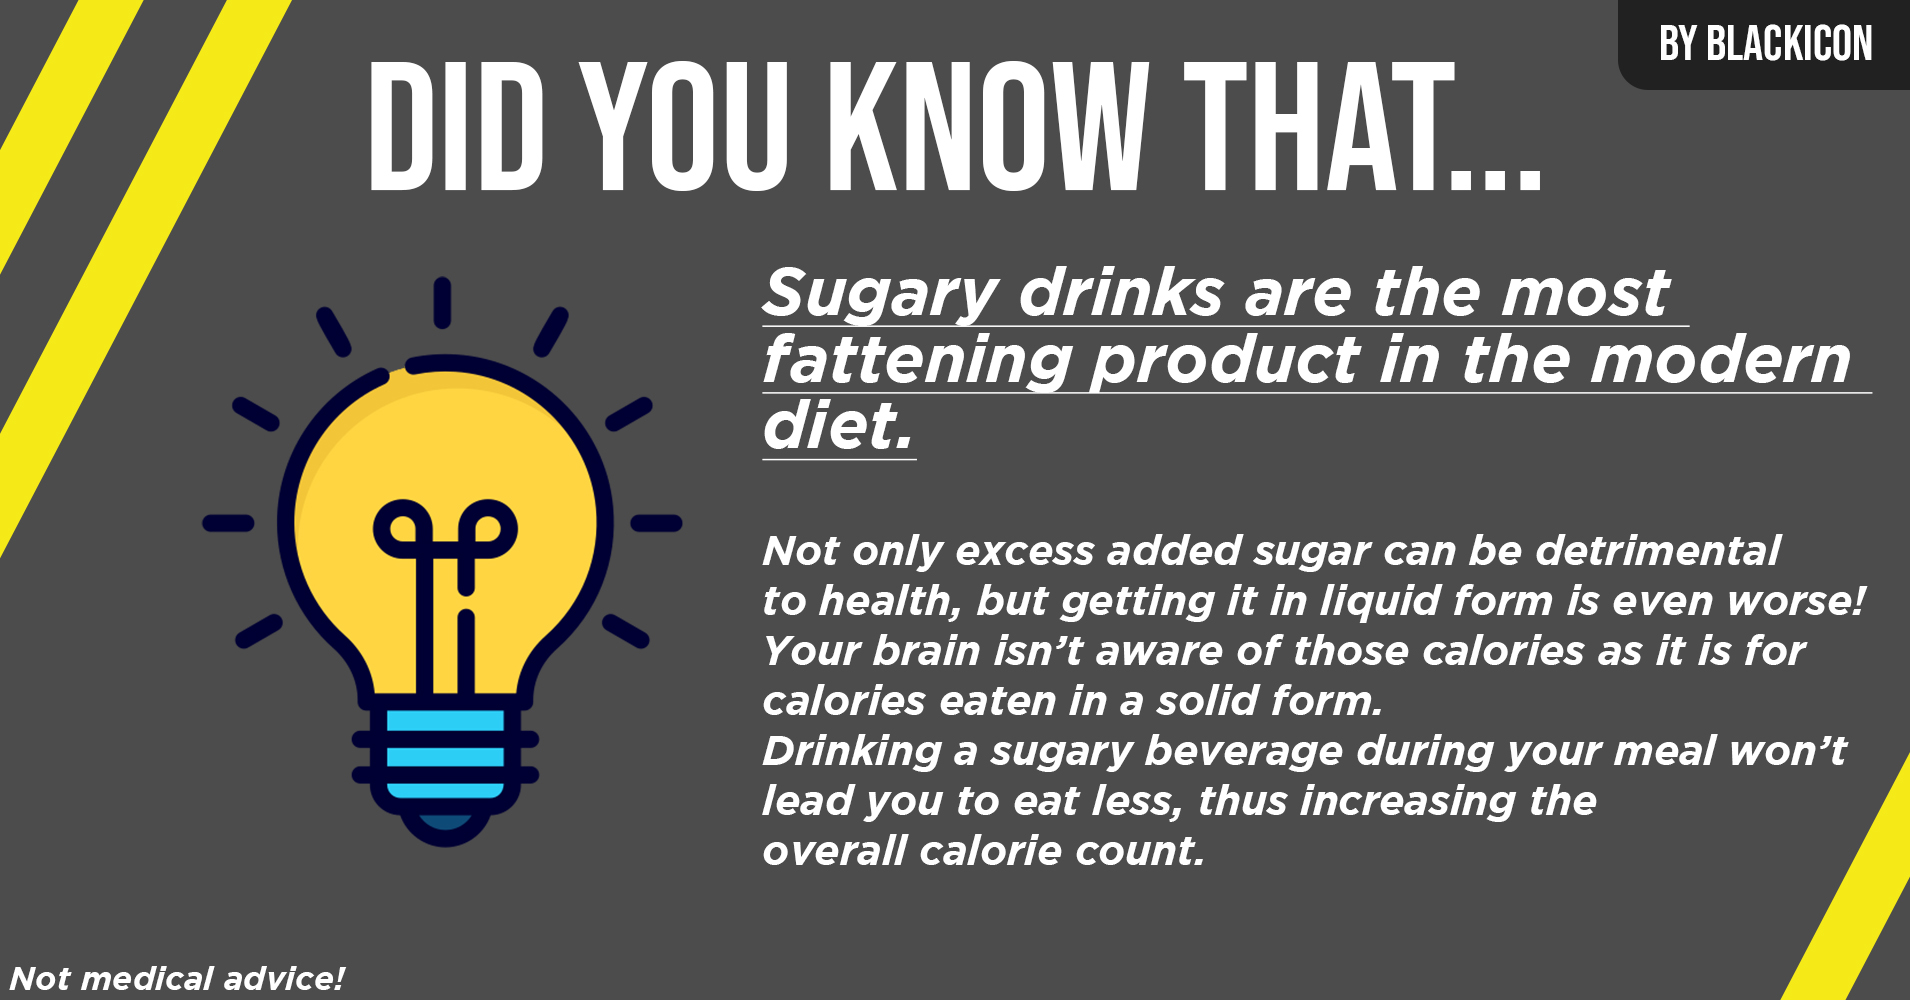 BY BLACKICON
DID YOU KNOW THAT...
Sugary drinks are the most
fattening product in the modern
diet.
Not only excess added sugar can be detrimental
to health, but getting it in liquid form is even worse!
Your brain isn’t aware of those calories as it is for
calories eaten in a solid form.
Drinking a sugary beverage during your meal won’t
lead you to eat less, thus increasing the
overall calorie count.
Not medical advice!